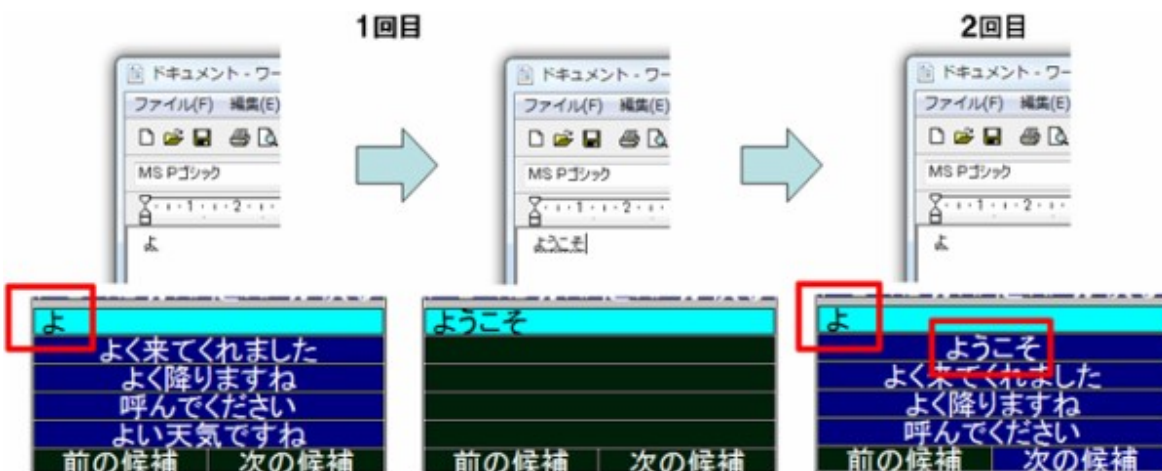 1回目
2回目
ドキュメント - ワー
ファイル(F) 編集(E)
MS Pゴシック
1 2
よ
ドキュメント - ワー
ファイル(F) 編集(E)
MS Pゴシック
1 2
ようこそ
ドキュメント - ワー
ファイル(F) 編集(E)
MS Pゴシック
1 2
よ
よ
よく来てくれました
よく降りますね
呼んでください
よい天気ですね
前の候補 次の候補
ようこそ
前の候補 次の候補
よ
ようこそ
よく来てくれました
よく降りますね
呼んでください
前の候補 次の候補